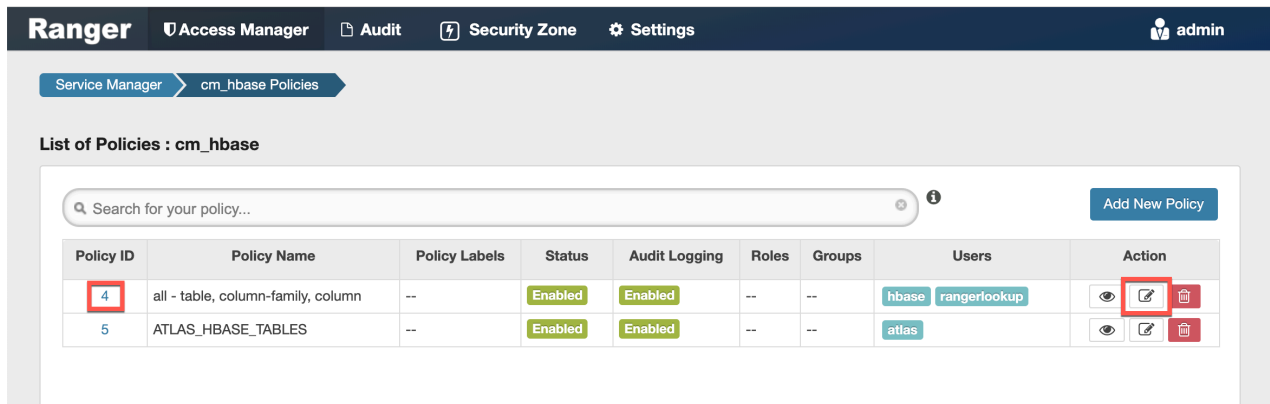 Ranger Access Manager Audit Security Zone Settings admin
Service Manager cm_hbase Policies
List of Policies : cm_hbase
Search for your policy... Add New Policy
Policy ID Policy Name Policy Labels Status Audit Logging Roles Groups Users Action
4 all - table, column-family, column -- Enabled Enabled -- -- hbase rangerlookup
5 ATLAS_HBASE_TABLES -- Enabled Enabled -- -- atlas